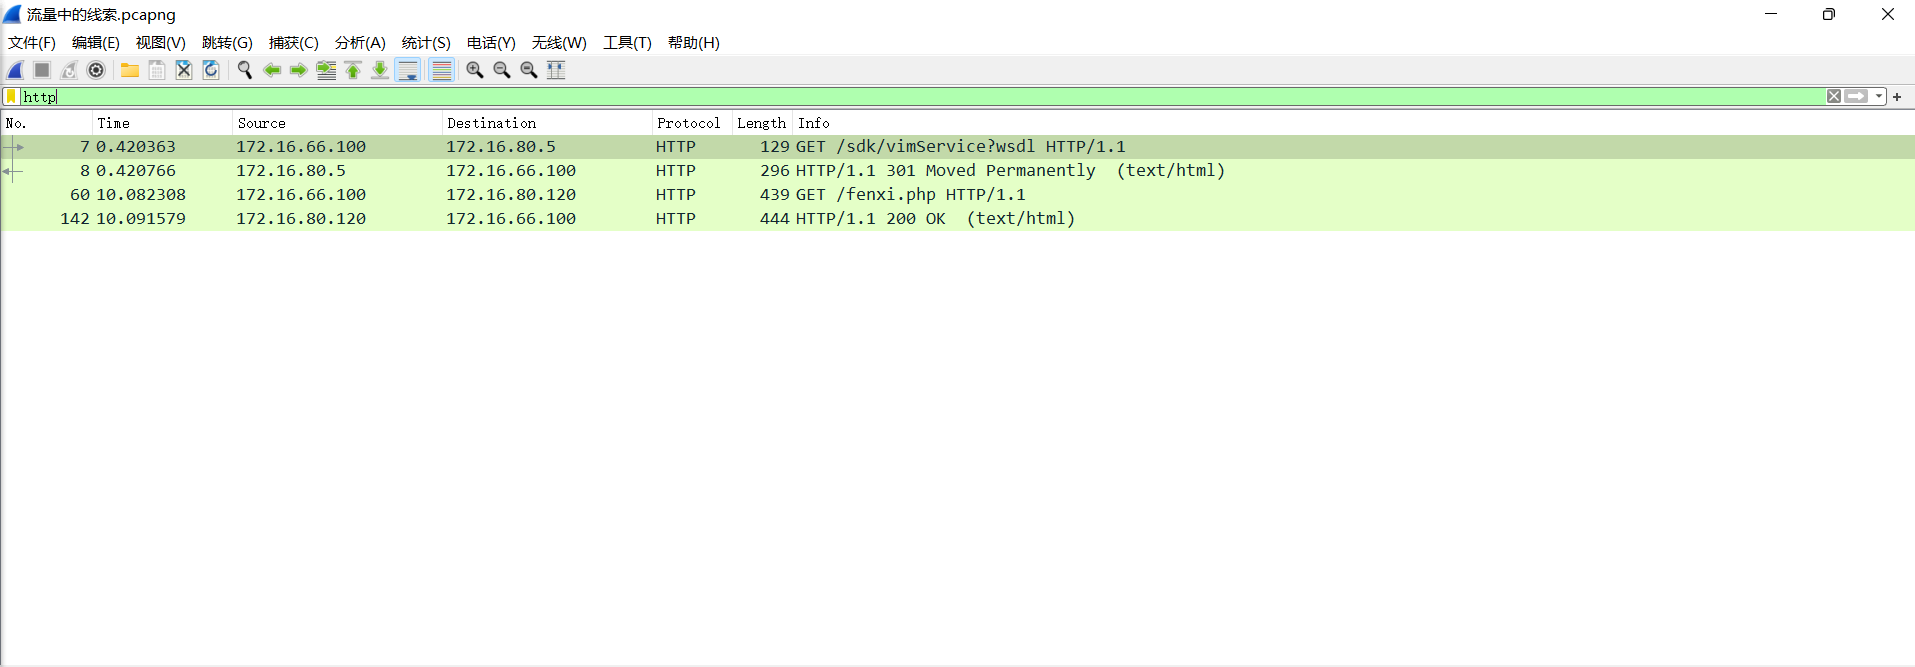 流量中的线索.pcapng
文件(F) 编辑(E) 视图(V) 跳转(G) 捕获(C) 分析(A) 统计(S) 电话(Y) 无线(W) 工具(T) 帮助(H)
http
No. Time Source Destination Protocol Length Info
7 0.420363 172.16.66.100 172.16.80.5 HTTP 129 GET /sdk/vimService?wsdl HTTP/1.1
8 0.420766 172.16.80.5 172.16.66.100 HTTP 296 HTTP/1.1 301 Moved Permanently (text/html)
60 10.082308 172.16.66.100 172.16.80.120 HTTP 439 GET /fenxi.php HTTP/1.1
142 10.091579 172.16.80.120 172.16.66.100 HTTP 444 HTTP/1.1 200 OK (text/html)